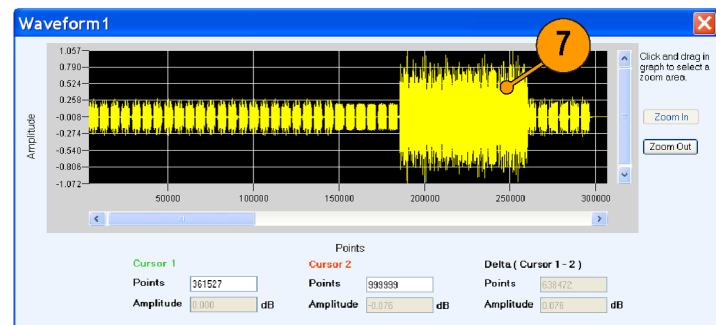 Waveform1
7
1.057
0.790
0.524
0.258
-0.008
-0.274
-0.540
-0.806
-1.072
Amplitude
50000 100000 150000 200000 250000 300000
Click and drag in
graph to select a
zoom area.
Zoom In
Zoom Out
Points
Cursor 1 Cursor 2 Delta ( Cursor 1 - 2 )
Points 361527 Points 999999 Points 638472
Amplitude 0.000 dB Amplitude -0.076 dB Amplitude 0.076 dB